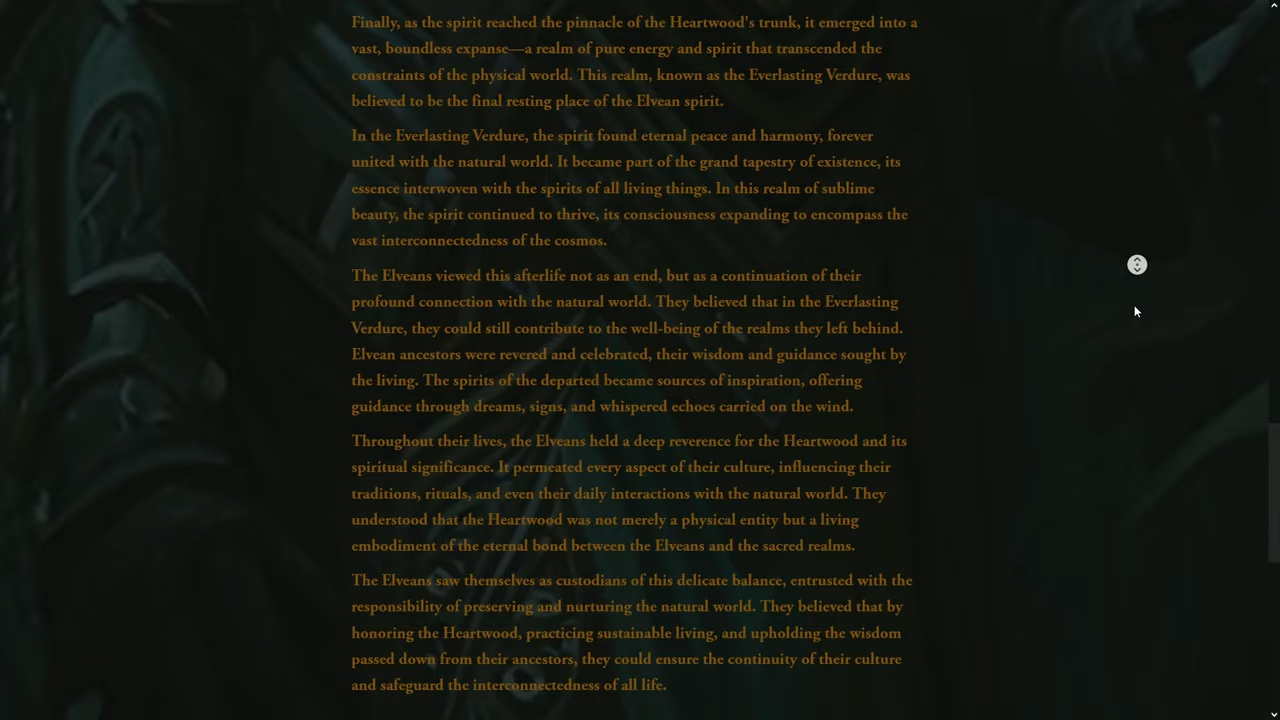 Finally, as the spirit reached the pinnacle of the Heartwood's trunk, it emerged into a
vast, boundless expanse—a realm of pure energy and spirit that transcended the
constraints of the physical world. This realm, known as the Everlasting Verdure, was
believed to be the final resting place of the Elvean spirit.
In the Everlasting Verdure, the spirit found eternal peace and harmony, forever
united with the natural world. It became part of the grand tapestry of existence, its
essence interwoven with the spirits of all living things. In this realm of sublime
beauty, the spirit continued to thrive, its consciousness expanding to encompass the
vast interconnectedness of the cosmos.
The Elveans viewed this afterlife not as an end, but as a continuation of their
profound connection with the natural world. They believed that in the Everlasting
Verdure, they could still contribute to the well-being of the realms they left behind.
Elvean ancestors were revered and celebrated, their wisdom and guidance sought by
the living. The spirits of the departed became sources of inspiration, offering
guidance through dreams, signs, and whispered echoes carried on the wind.
Throughout their lives, the Elveans held a deep reverence for the Heartwood and its
spiritual significance. It permeated every aspect of their culture, influencing their
traditions, rituals, and even their daily interactions with the natural world. They
understood that the Heartwood was not merely a physical entity but a living
embodiment of the eternal bond between the Elveans and the sacred realms.
The Elveans saw themselves as custodians of this delicate balance, entrusted with the
responsibility of preserving and nurturing the natural world. They believed that by
honoring the Heartwood, practicing sustainable living, and upholding the wisdom
passed down from their ancestors, they could ensure the continuity of their culture
and safeguard the interconnectedness of all life.